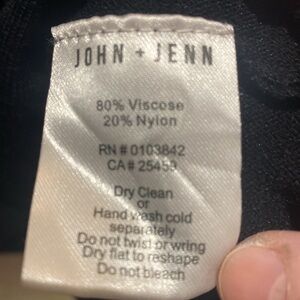 JOHN + JENN
80% Viscose
20% Nylon
RN # 0103842
CA # 25459
Dry Clean
or
Hand wash cold
separately
Do not twist or wring
Dry flat to reshape
Do not bleach